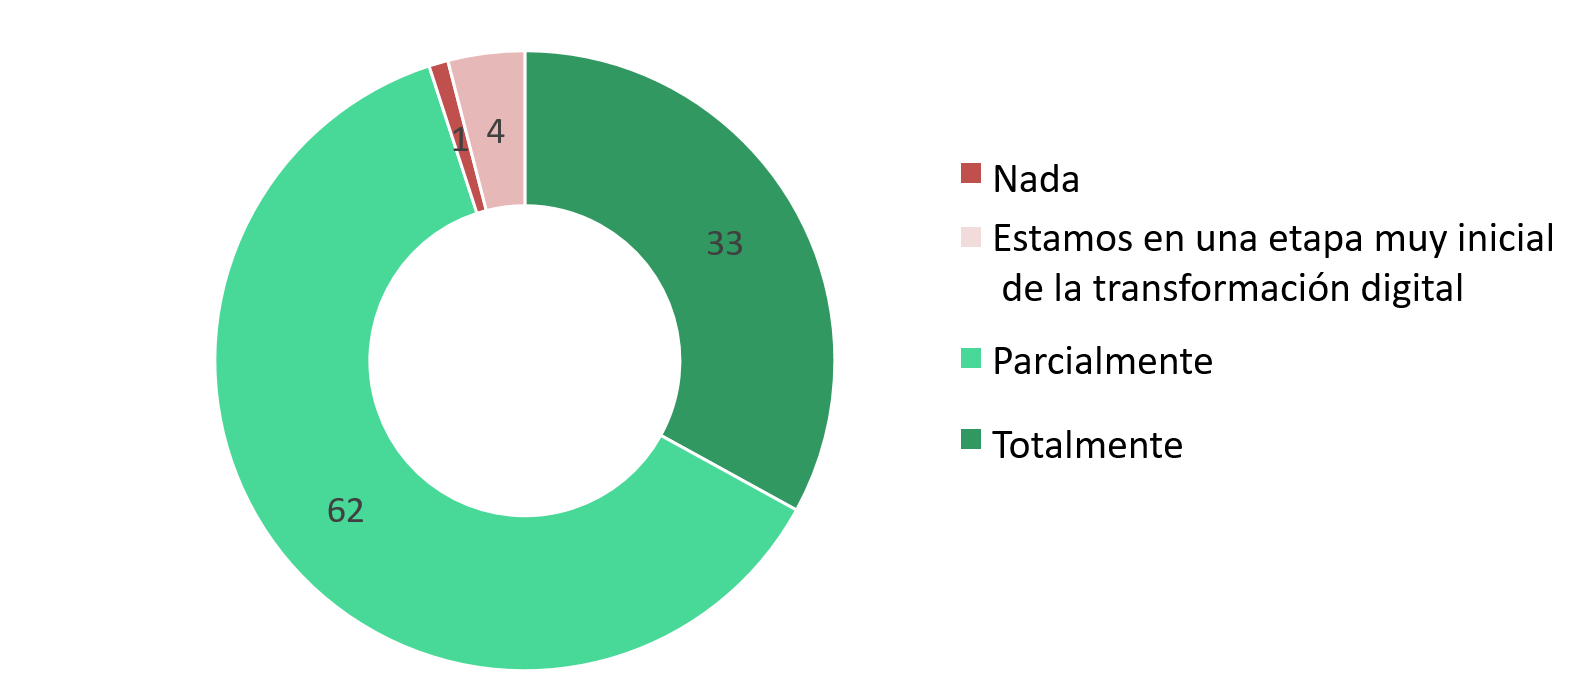 1
4
33
62
Nada
Estamos en una etapa muy inicial
de la transformación digital
Parcialmente
Totalmente